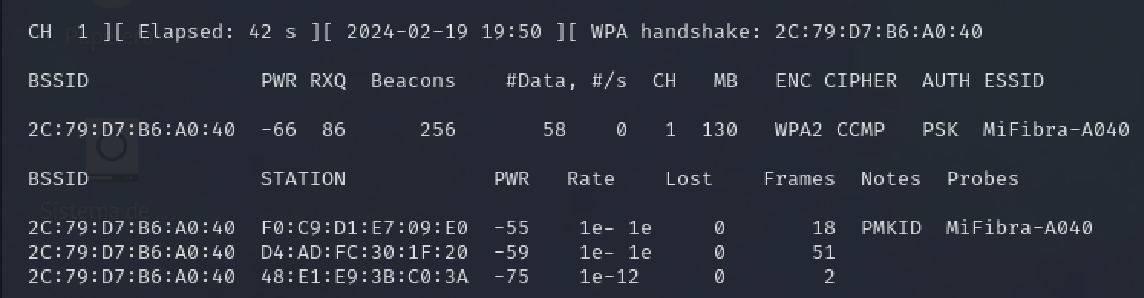 CH  1 ][ Elapsed: 42 s ][ 2024-02-19 19:50 ][ WPA handshake: 2C:79:D7:B6:A0:40
BSSID              PWR RXQ  Beacons    #Data, #/s  CH   MB   ENC CIPHER  AUTH ESSID
2C:79:D7:B6:A0:40  -66  86      256       58    0   1  130   WPA2 CCMP   PSK  MiFibra-A040
BSSID              STATION            PWR   Rate    Lost    Frames  Notes  Probes
2C:79:D7:B6:A0:40  F0:C9:D1:E7:09:E0  -55    1e- 1e     0       18  PMKID  MiFibra-A040
2C:79:D7:B6:A0:40  D4:AD:FC:30:1F:20  -59    1e- 1e     0       51
Sistema de
2C:79:D7:B6:A0:40  48:E1:E9:3B:C0:3A  -75    1e-12      0        2